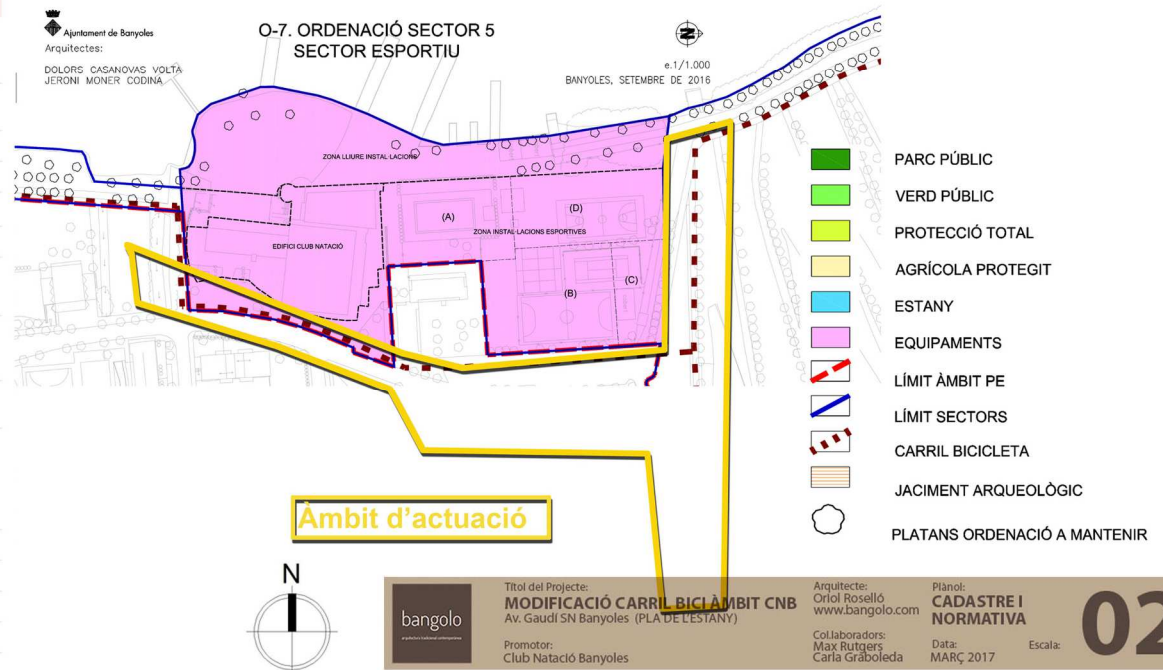 Ajuntament de Banyoles
Arquitectes:
DOLORS CASANOVAS VOLTA
JERONI MONER CODINA
O-7. ORDENACIÓ SECTOR 5
SECTOR ESPORTIU
N
e.1/1.000
BANYOLES, SETEMBRE DE 2016
ZONA LLIURE INSTAL·LACIONS
(A)
(D)
ZONA INSTAL·LACIONS ESPORTIVES
EDIFICI CLUB NATACIÓ
(B)
(C)
PARC PÚBLIC
VERD PÚBLIC
PROTECCIÓ TOTAL
AGRÍCOLA PROTEGIT
ESTANY
EQUIPAMENTS
LÍMIT ÀMBIT PE
LÍMIT SECTORS
CARRIL BICICLETA
JACIMENT ARQUEOLÒGIC
PLATANS ORDENACIÓ A MANTENIR
Àmbit d'actuació
N
bangolo
arquitectura tradicional contemporànea
Títol del Projecte:
MODIFICACIÓ CARRIL BICI ÀMBIT CNB
Av. Gaudí SN Banyoles (PLA DE L'ESTANY)
Promotor:
Club Natació Banyoles
Arquitecte:
Oriol Roselló
www.bangolo.com
Col.laboradors:
Max Rutgers
Carla Gràboleda
Plànol:
CADASTRE I
NORMATIVA
Data:
MARÇ 2017
Escala:
02